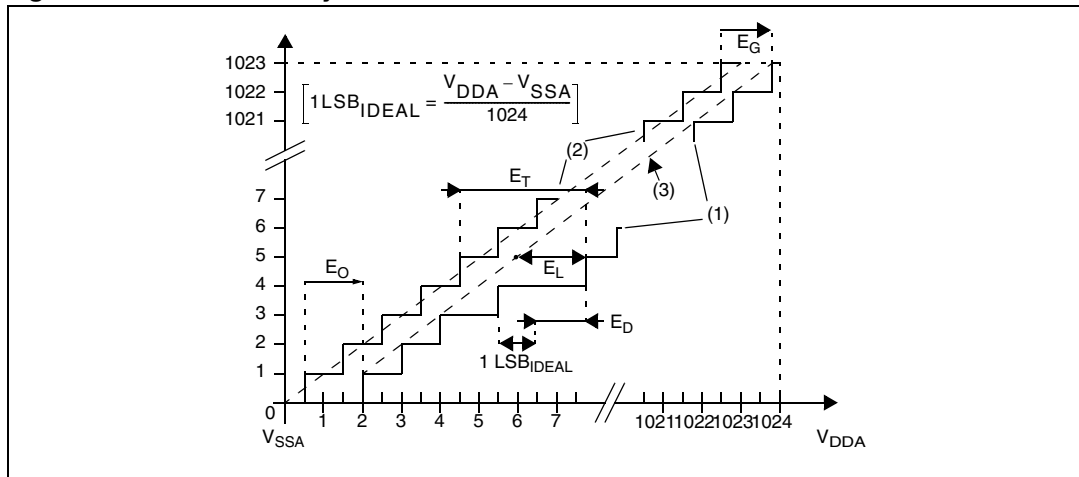 E_G
1023
1022
1021
[1LSB_IDEAL = (V_DDA – V_SSA) / 1024]
(2)
(3)
(1)
E_T
7
6
5
4
3
2
1
0
E_O
E_L
E_D
1 LSB_IDEAL
1 2 3 4 5 6 7 1021 1022 1023 1024
V_SSA
V_DDA